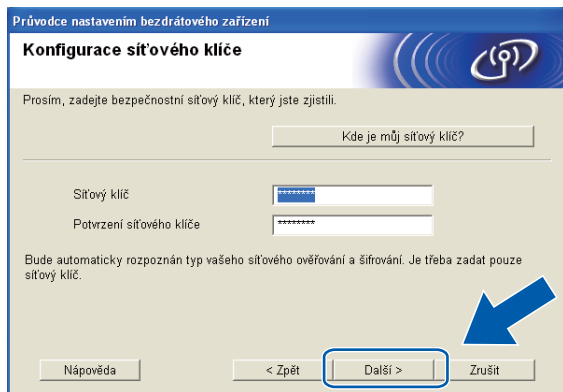 Průvodce nastavením bezdrátového zařízení
Konfigurace síťového klíče
Prosím, zadejte bezpečnostní síťový klíč, který jste zjistili.
Kde je můj síťový klíč?
Síťový klíč ********
Potvrzení síťového klíče ********
Bude automaticky rozpoznán typ vašeho síťového ověřování a šifrování. Je třeba zadat pouze
síťový klíč.
Nápověda < Zpět Další > Zrušit